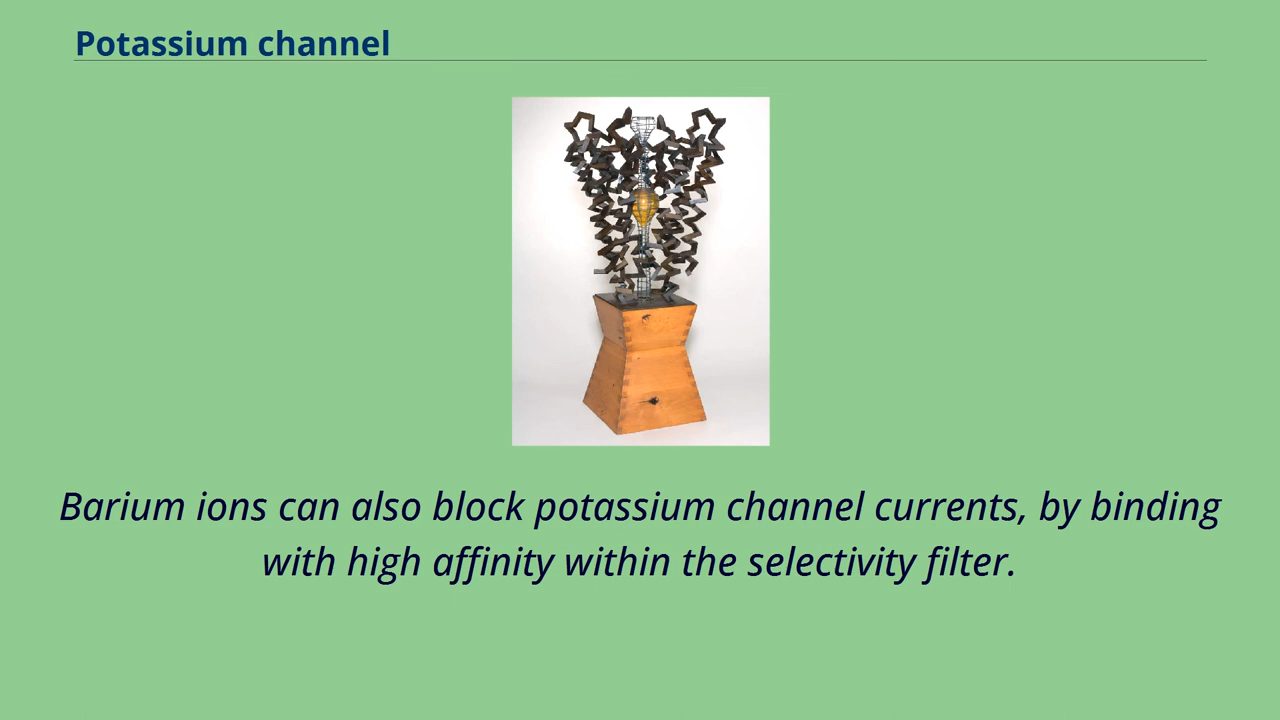 Potassium channel
Barium ions can also block potassium channel currents, by binding
with high affinity within the selectivity filter.